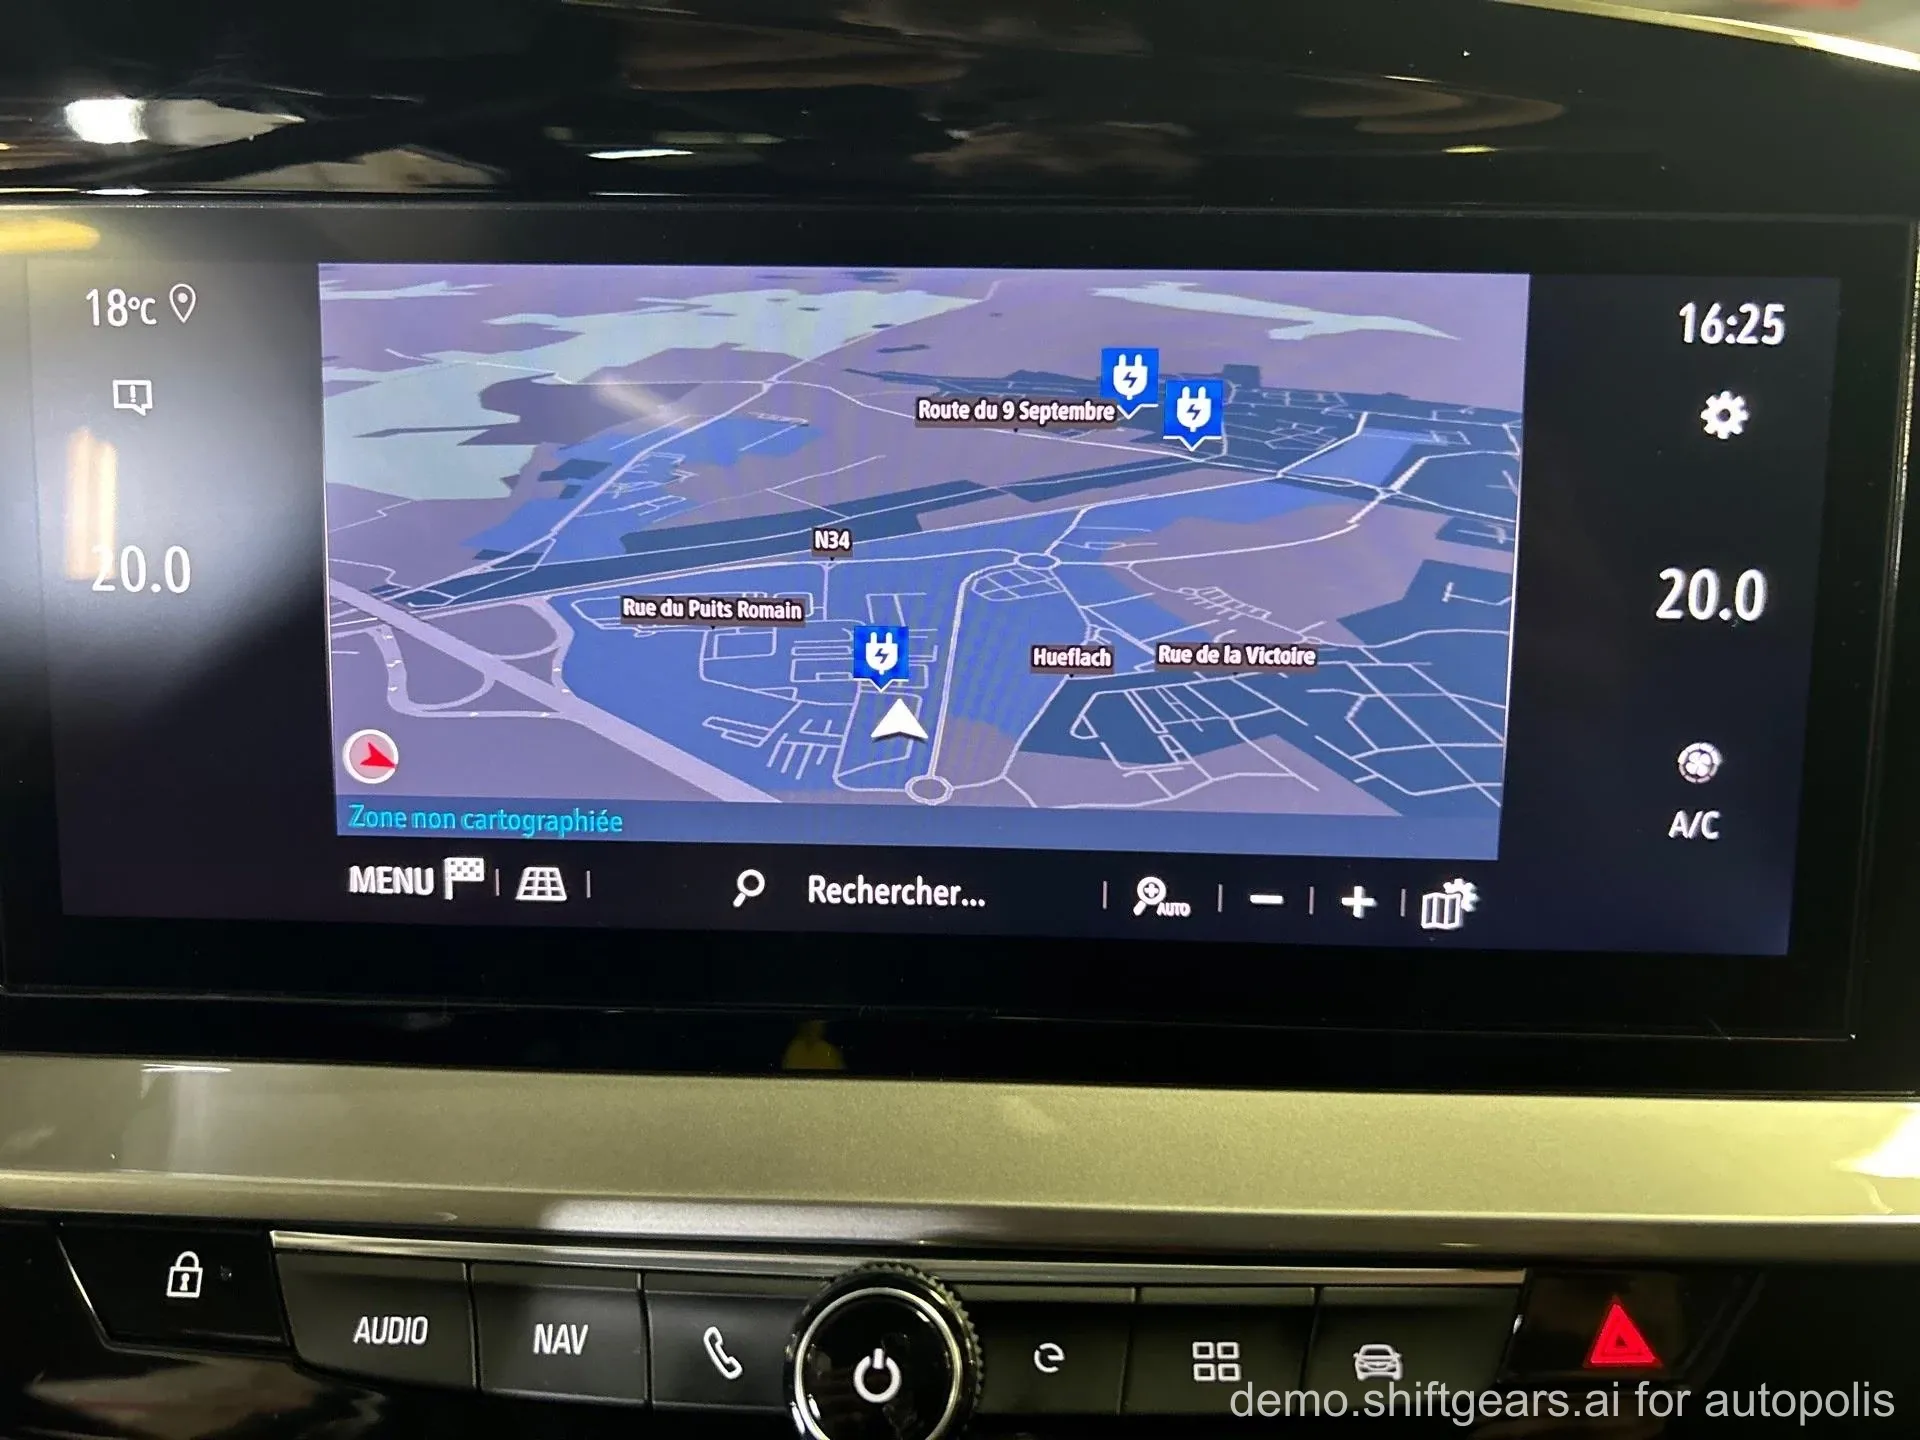 18°C
16:25
Route du 9 Septembre
N34
20.0
20.0
Rue du Puits Romain
Hueflach
Rue de la Victoire
Zone non cartographiée
A/C
MENU
Rechercher...
AUTO
AUDIO
NAV
demo.shiftgears.ai for autopolis